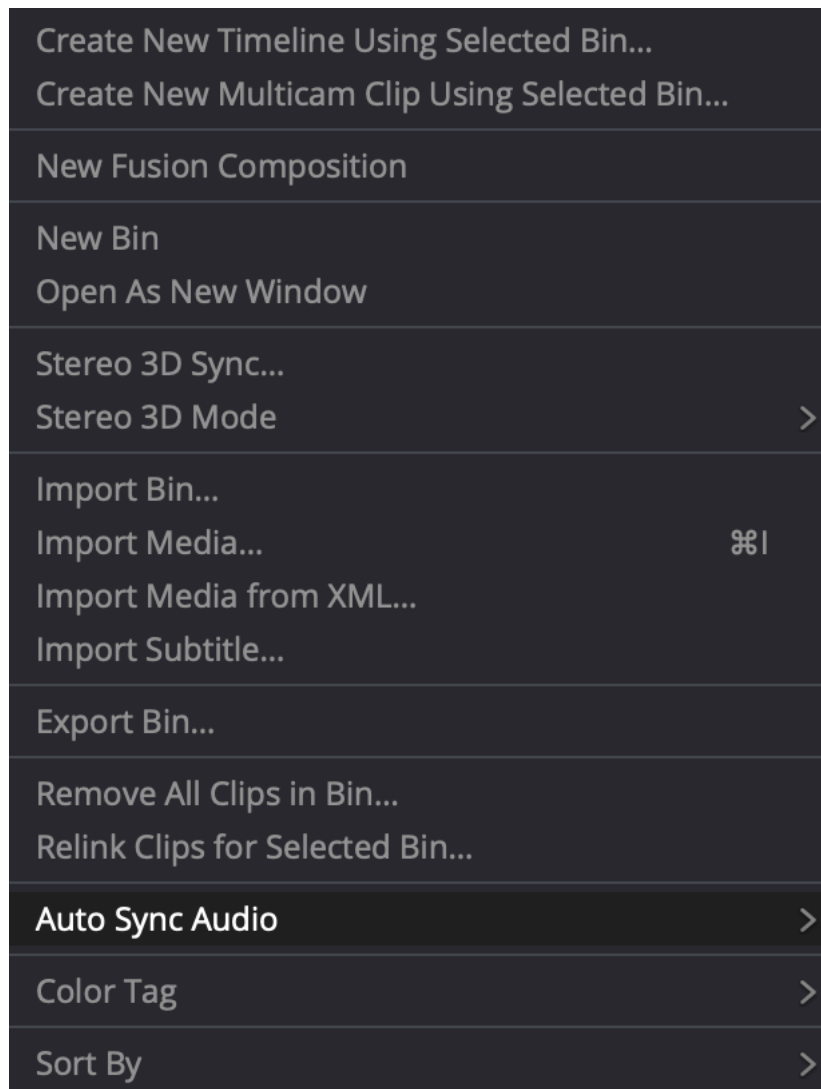 Create New Timeline Using Selected Bin...
Create New Multicam Clip Using Selected Bin...
New Fusion Composition
New Bin
Open As New Window
Stereo 3D Sync...
Stereo 3D Mode >
Import Bin...
Import Media... ⌘I
Import Media from XML...
Import Subtitle...
Export Bin...
Remove All Clips in Bin...
Relink Clips for Selected Bin...
Auto Sync Audio >
Color Tag >
Sort By >